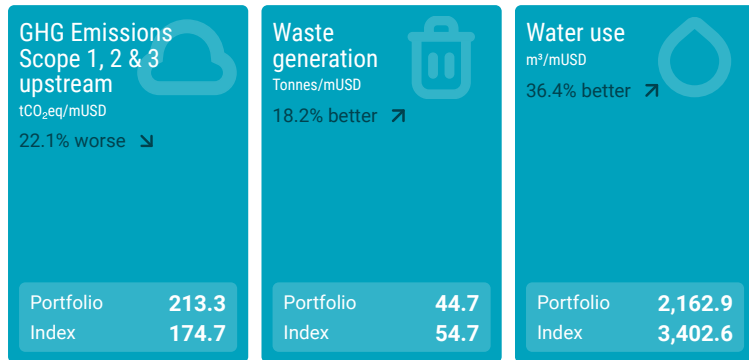 GHG Emissions
Scope 1, 2 & 3
upstream
tCO₂eq/mUSD
22.1% worse
Portfolio 213.3
Index 174.7
Waste
generation
Tonnes/mUSD
18.2% better
Portfolio 44.7
Index 54.7
Water use
m³/mUSD
36.4% better
Portfolio 2,162.9
Index 3,402.6